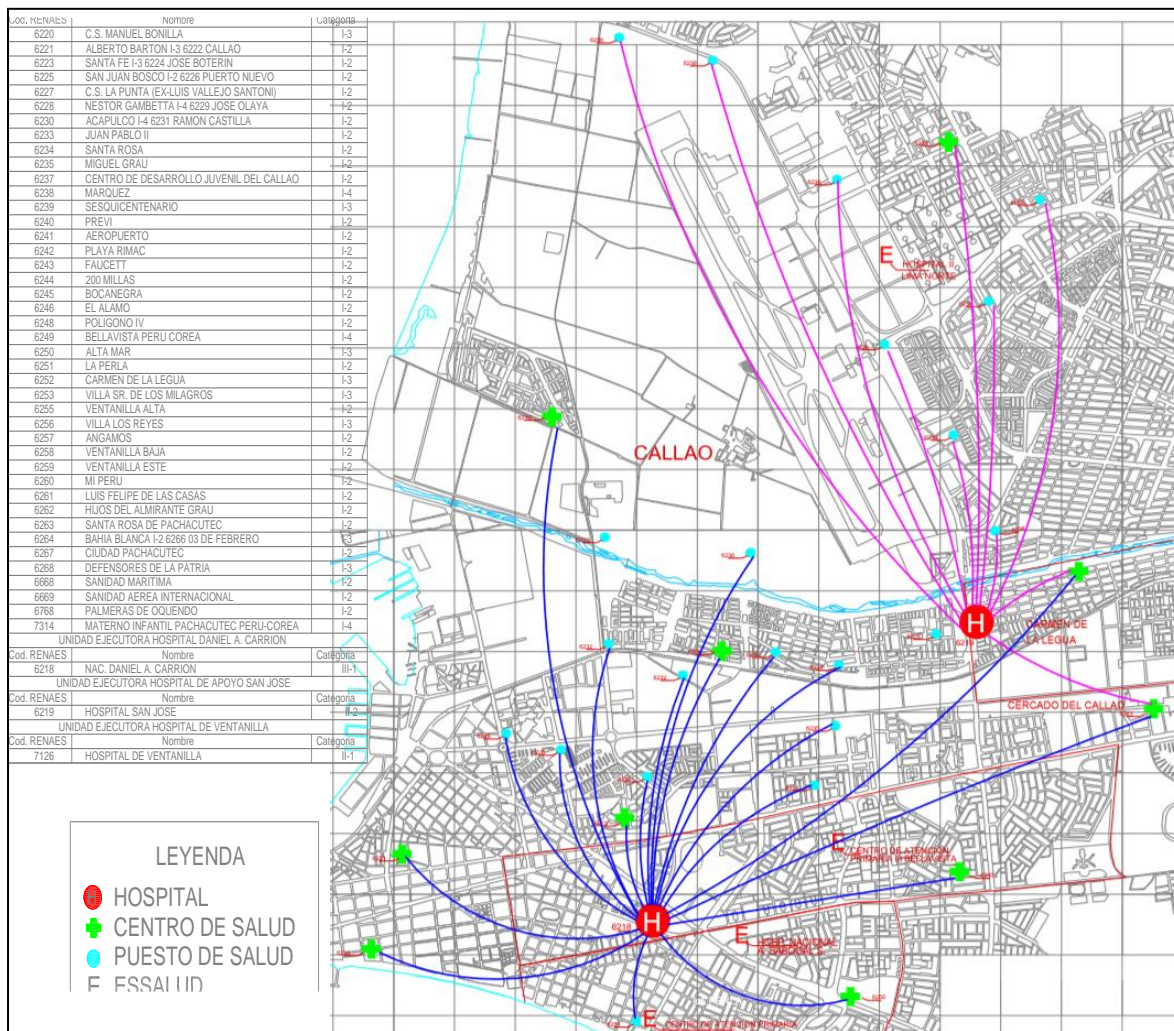 Cod. RENAES Nombre Categoria
6220 C.S. MANUEL BONILLA I-3
6221 ALBERTO BARTON I-3 6222 CALLAO I-2
6223 SANTA FE I-3 6224 JOSE BOTERIN I-2
6225 SAN JUAN BOSCO I-2 6226 PUERTO NUEVO I-2
6227 C.S. LA PUNTA (EX-LUIS VALLEJO SANTONI) I-2
6228 NESTOR GAMBETTA I-4 6229 JOSE OLAYA I-2
6230 ACAPULCO I-4 6231 RAMON CASTILLA I-2
6233 JUAN PABLO II I-2
6234 SANTA ROSA I-2
6235 MIGUEL GRAU I-2
6237 CENTRO DE DESARROLLO JUVENIL DEL CALLAO I-2
6238 MARQUEZ I-4
6239 SESQUICENTENARIO I-3
6240 PREVI I-2
6241 AEROPUERTO I-2
6242 PLAYA RIMAC I-2
6243 FAUCETT I-2
6244 200 MILLAS I-2
6245 BOCANEGRA I-2
6246 EL ALAMO I-2
6248 POLIGONO IV I-2
6249 BELLAVISTA PERU COREA I-4
6250 ALTA MAR I-3
6251 LA PERLA I-2
6252 CARMEN DE LA LEGUA I-3
6253 VILLA SR. DE LOS MILAGROS I-3
6255 VENTANILLA ALTA I-2
6256 VILLA LOS REYES I-3
6257 ANGAMOS I-2
6258 VENTANILLA BAJA I-2
6259 VENTANILLA ESTE I-2
6260 MI PERU I-2
6261 LUIS FELIPE DE LAS CASAS I-2
6262 HIJOS DEL ALMIRANTE GRAU I-2
6263 SANTA ROSA DE PACHACUTEC I-2
6264 BAHIA BLANCA I-2 6266 03 DE FEBRERO I-3
6267 CIUDAD PACHACUTEC I-2
6268 DEFENSORES DE LA PATRIA I-3
6668 SANIDAD MARITIMA I-2
6669 SANIDAD AEREA INTERNACIONAL I-2
6768 PALMERAS DE OQUENDO I-2
7314 MATERNO INFANTIL PACHACUTEC PERU-COREA I-4
UNIDAD EJECUTORA HOSPITAL DANIEL A. CARRION
Cod. RENAES Nombre Categoria
6218 NAC. DANIEL A. CARRION III-1
UNIDAD EJECUTORA HOSPITAL DE APOYO SAN JOSE
Cod. RENAES Nombre Categoria
6219 HOSPITAL SAN JOSE II-2
UNIDAD EJECUTORA HOSPITAL DE VENTANILLA
Cod. RENAES Nombre Categoria
7126 HOSPITAL DE VENTANILLA II-1
LEYENDA
H HOSPITAL
CENTRO DE SALUD
PUESTO DE SALUD
E ESSALUD
E HOSPITAL II
LIMA NORTE
CALLAO
H
6219
CARMEN DE
LA LEGUA
CERCADO DEL CALLAO
6232
E CENTRO DE ATENCION
PRIMARIA III BELLAVISTA
H
6218
E HOSP. NACIONAL
E CENTRO DE ATENCION PRIMARIA